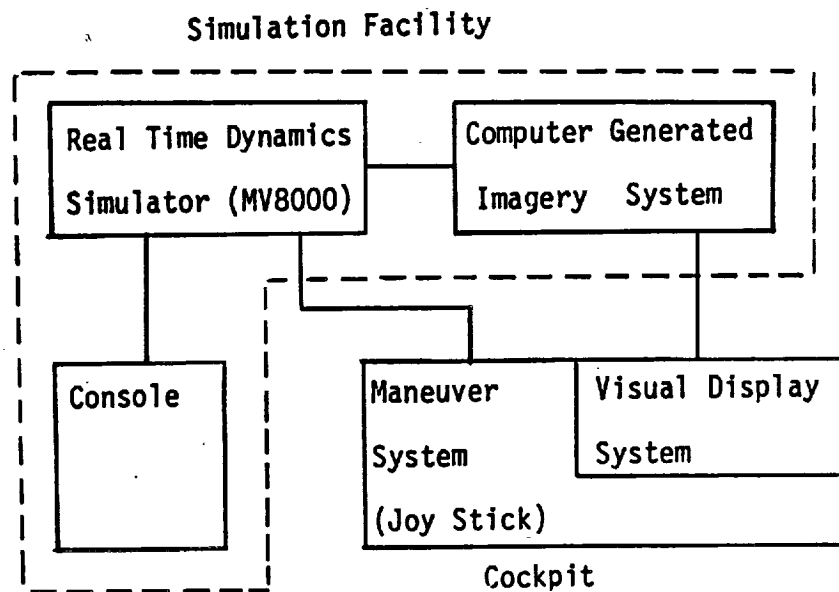 Simulation Facility
Real Time Dynamics
Simulator (MV8000)
Computer Generated
Imagery System
Console
Maneuver
System
(Joy Stick)
Visual Display
System
Cockpit